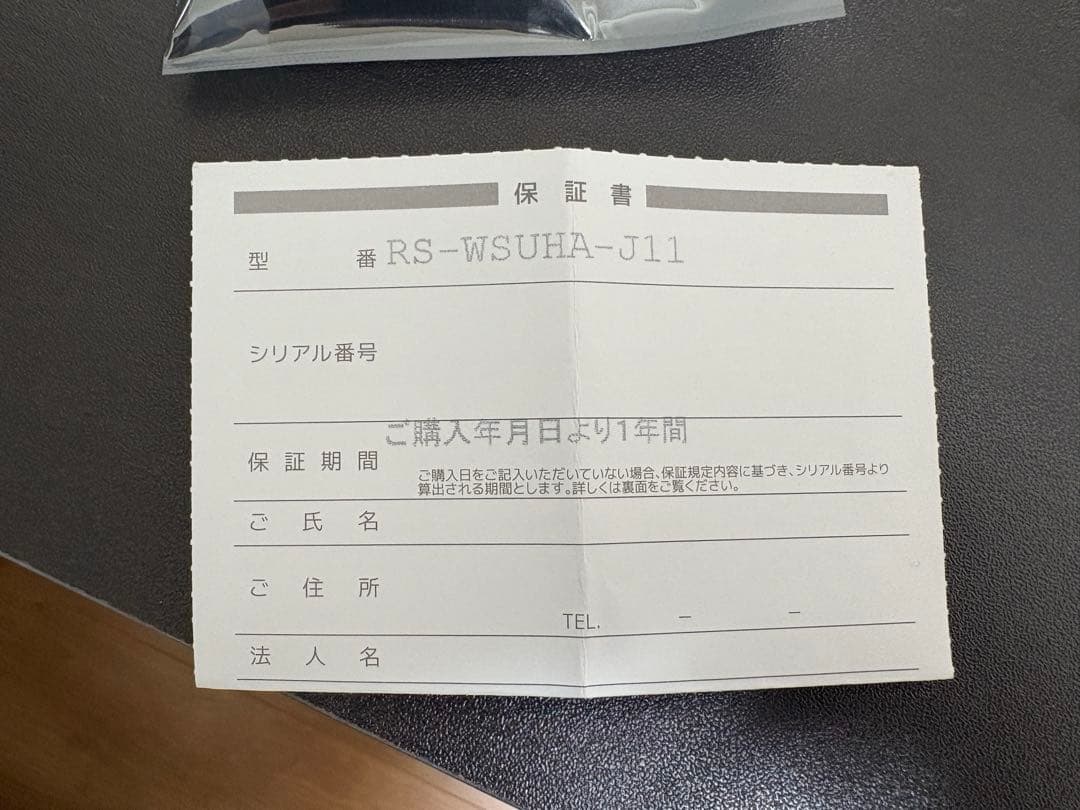 保証書
型番 RS-WSUHA-J11
シリアル番号
保証期間 ご購入年月日より1年間
ご購入日をご記入いただいていない場合、保証規定内容に基づき、シリアル番号より
算出される期間とします。詳しくは裏面をご覧ください。
ご氏名
ご住所
TEL. － －
法人名